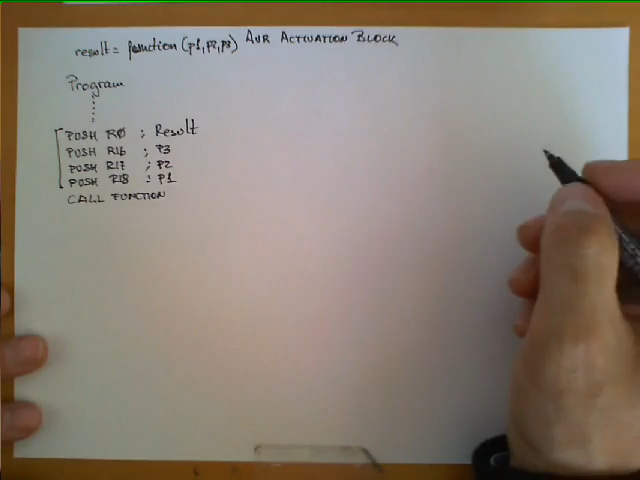 result = function (P1,P2,P3) AVR ACTIVATION BLOCK
Program
PUSH R0 ; Result
PUSH R16 ; P3
PUSH R17 ; P2
PUSH R18 ; P1
CALL FUNCTION